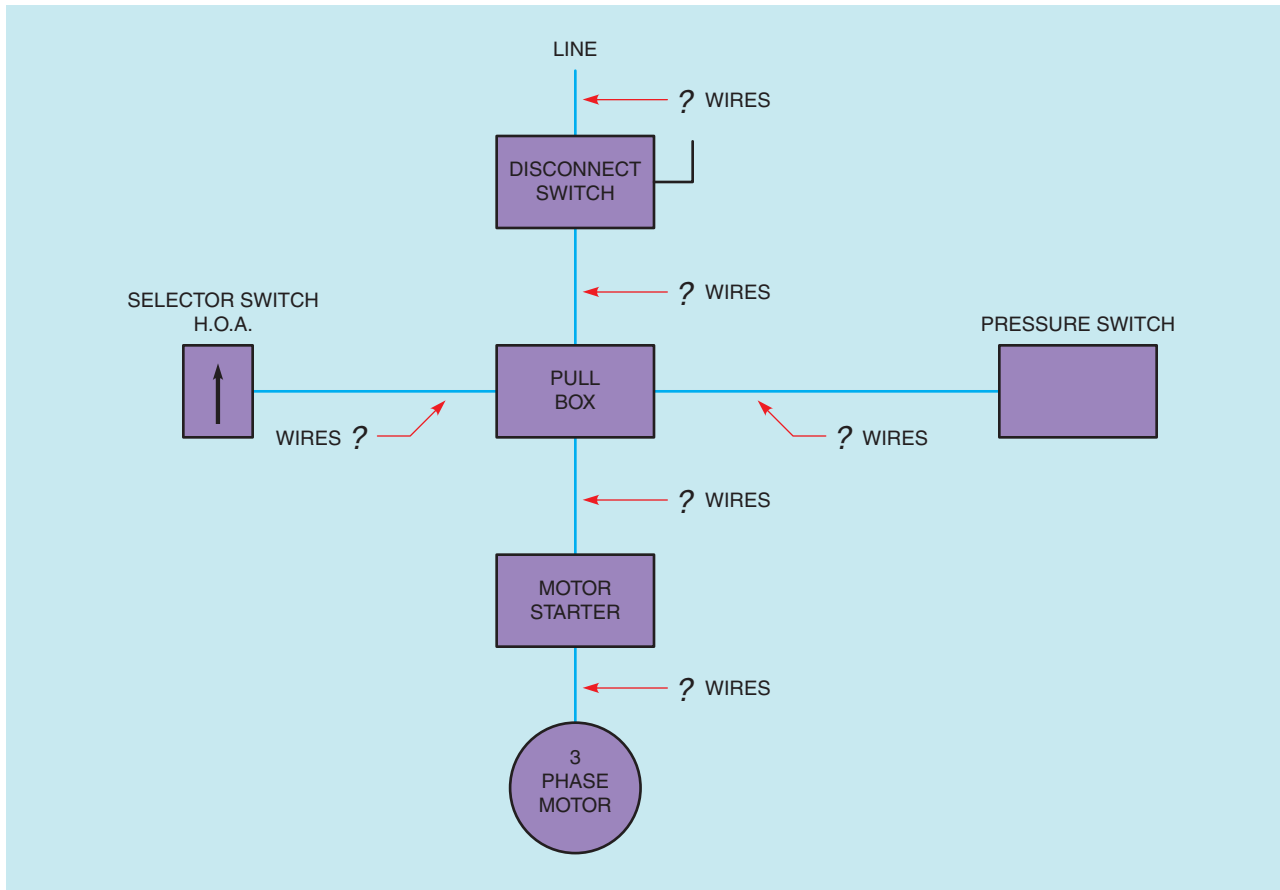 LINE
? WIRES
DISCONNECT
SWITCH
? WIRES
SELECTOR SWITCH
H.O.A.
PRESSURE SWITCH
PULL
BOX
WIRES ?
? WIRES
? WIRES
MOTOR
STARTER
? WIRES
3
PHASE
MOTOR